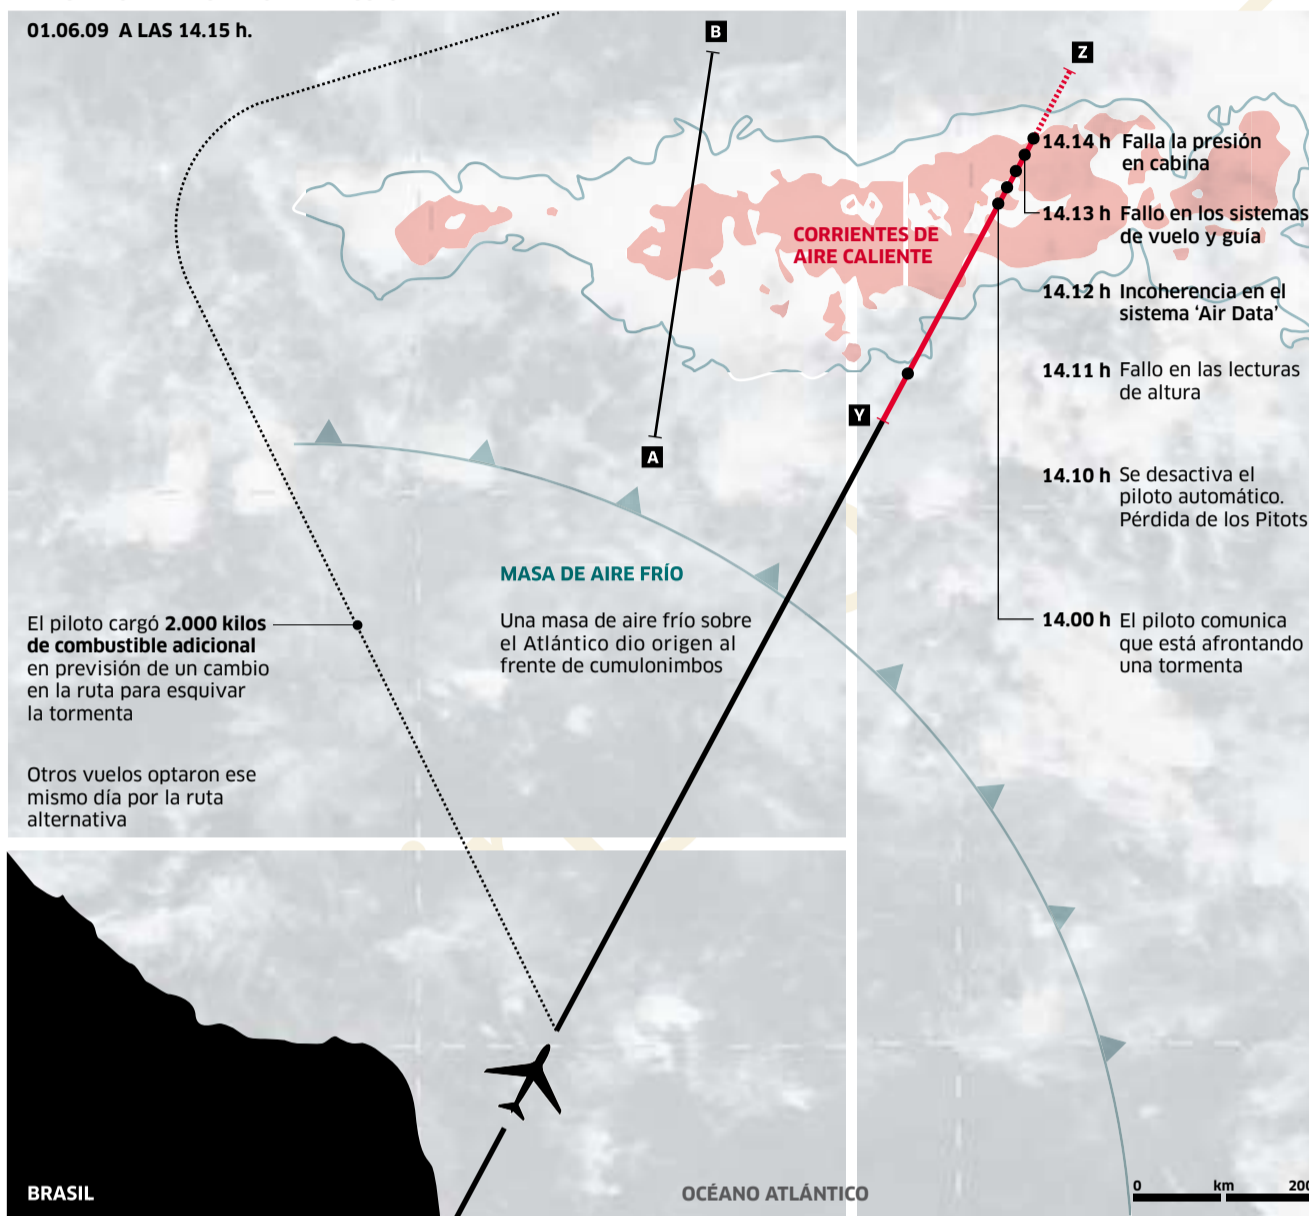 01.06.09 A LAS 14.15 h.
B
Z
14.14 h Falla la presión
en cabina
14.13 h Fallo en los sistemas
de vuelo y guía
CORRIENTES DE
AIRE CALIENTE
14.12 h Incoherencia en el
sistema ‘Air Data’
14.11 h Fallo en las lecturas
de altura
Y
A
14.10 h Se desactiva el
piloto automático.
Pérdida de los Pitots
MASA DE AIRE FRÍO
Una masa de aire frío sobre
el Atlántico dio origen al
frente de cumulonimbos
14.00 h El piloto comunica
que está afrontando
una tormenta
El piloto cargó 2.000 kilos
de combustible adicional
en previsión de un cambio
en la ruta para esquivar
la tormenta
Otros vuelos optaron ese
mismo día por la ruta
alternativa
BRASIL
OCÉANO ATLÁNTICO
0 km 200